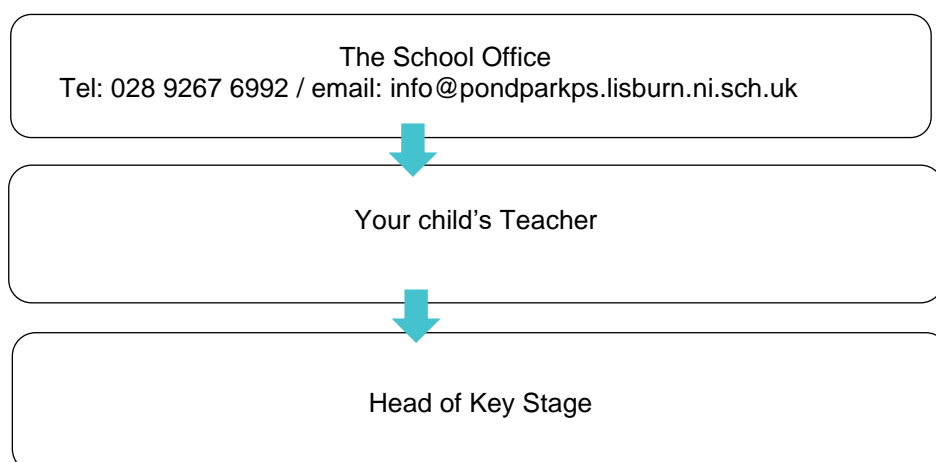 The School Office
Tel: 028 9267 6992 / email: info@pondparkps.lisburn.ni.sch.uk
Your child’s Teacher
Head of Key Stage